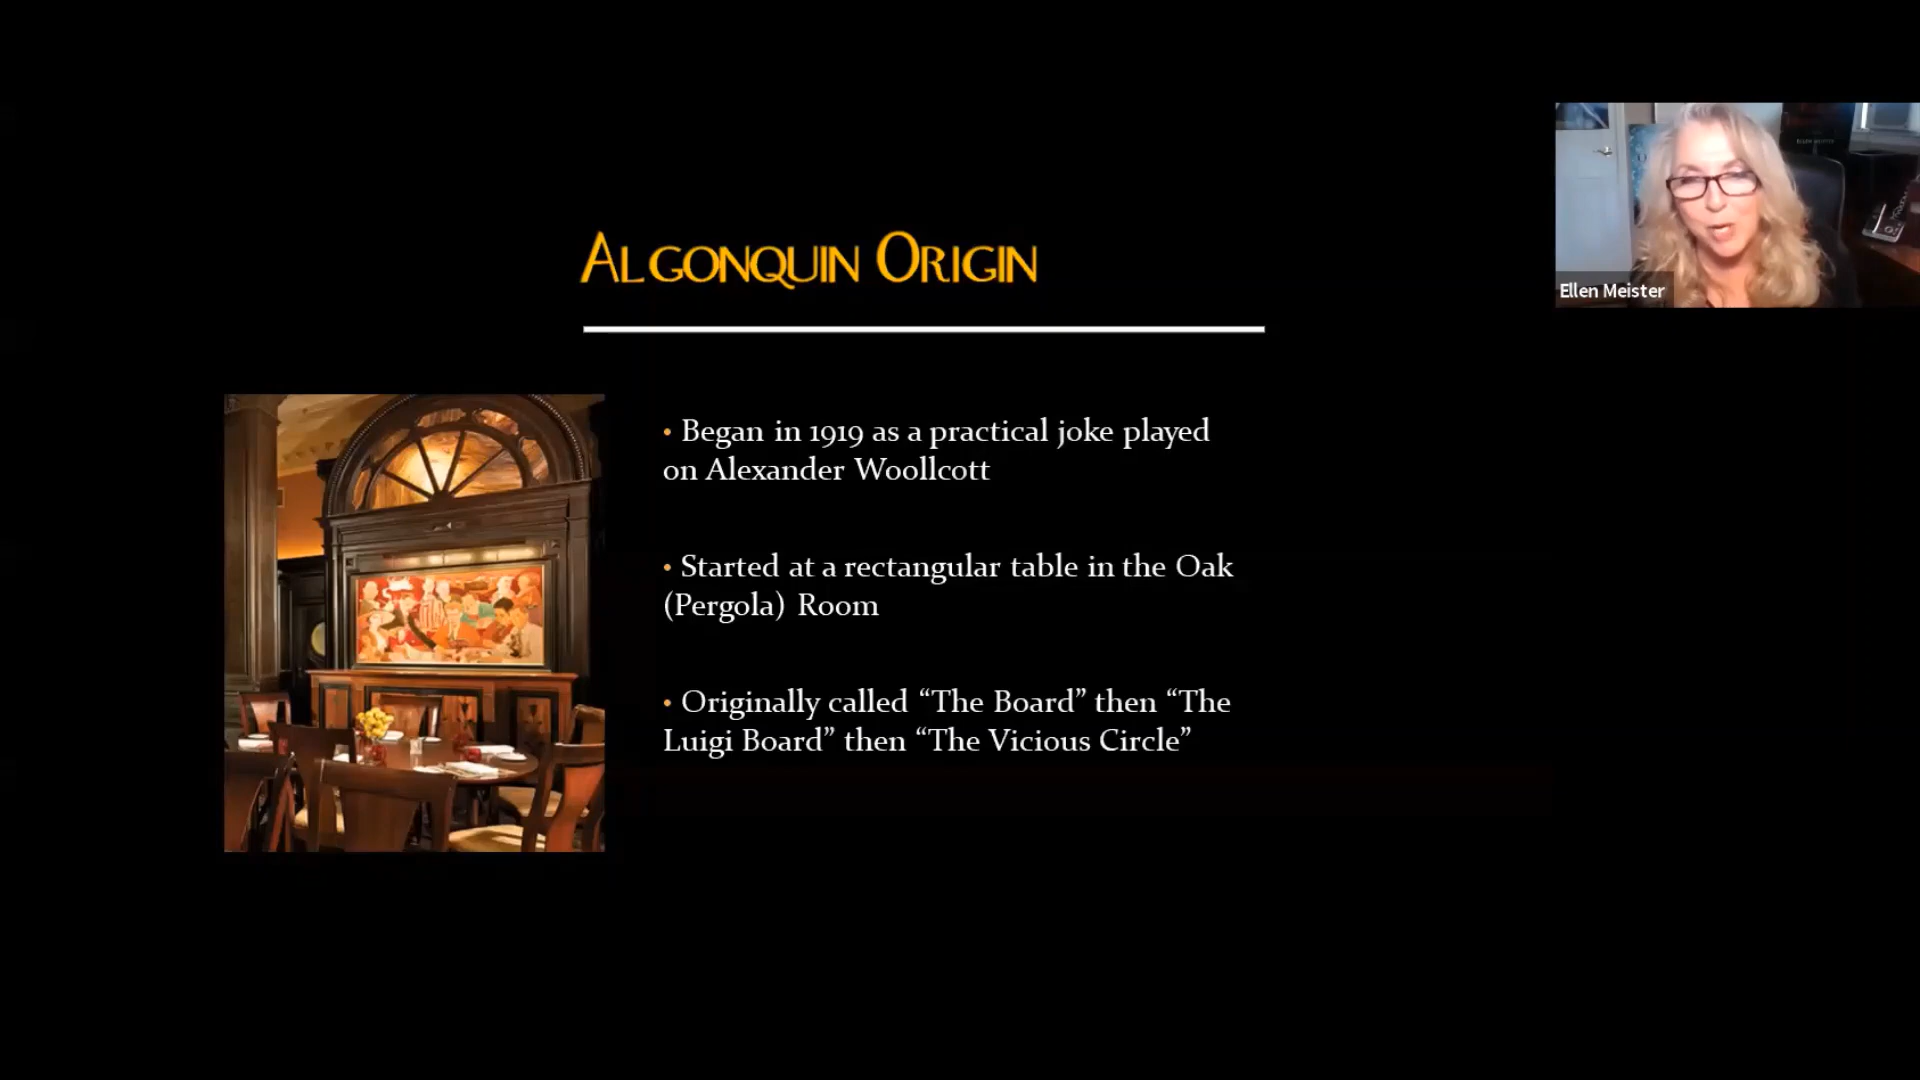 ALGONQUIN ORIGIN
Ellen Meister
• Began in 1919 as a practical joke played
on Alexander Woollcott
• Started at a rectangular table in the Oak
(Pergola) Room
• Originally called “The Board” then “The
Luigi Board” then “The Vicious Circle”